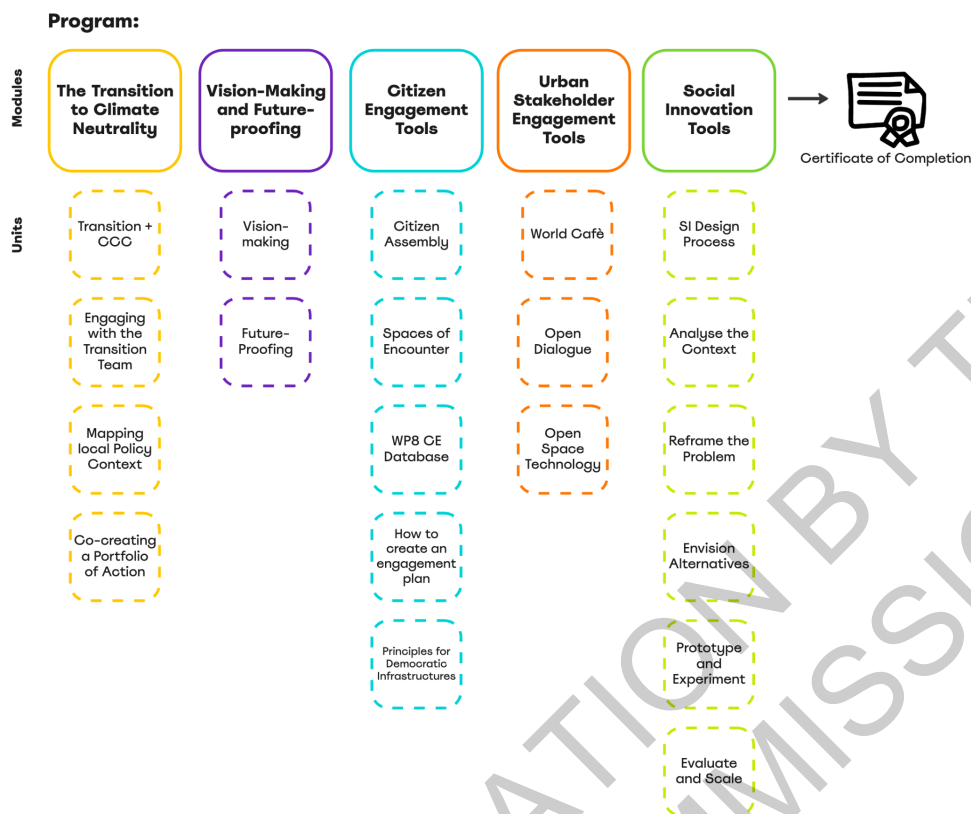 Program:
Modules
The Transition
to Climate
Neutrality
Vision-Making
and Future-
proofing
Citizen
Engagement
Tools
Urban
Stakeholder
Engagement
Tools
Social
Innovation
Tools
Certificate of Completion
Units
Transition +
CCC
Engaging
with the
Transition
Team
Mapping
local Policy
Context
Co-creating
a Portfolio
of Action
Vision-
making
Future-
Proofing
Citizen
Assembly
Spaces of
Encounter
WP8 CE
Database
How to
create an
engagement
plan
Principles for
Democratic
Infrastructures
World Cafè
Open
Dialogue
Open
Space
Technology
SI Design
Process
Analyse the
Context
Reframe the
Problem
Envision
Alternatives
Prototype
and
Experiment
Evaluate
and Scale